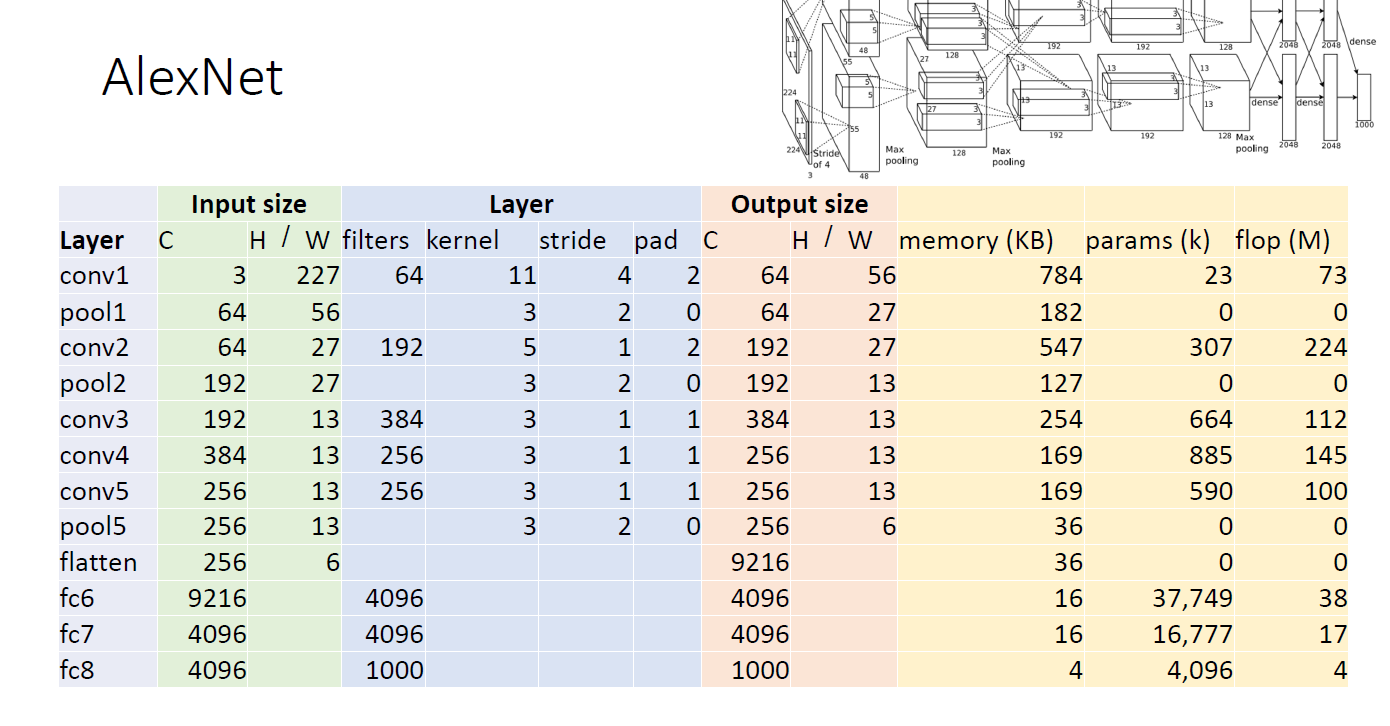 AlexNet
3 3 3 3
11 5 3 3 3
11 5 3 3 3
48 192 192 128 2048 2048 dense
55 27 128 13 13 13
224 5 3 3 3
5 3 3 3
27 3 13 13 13 dense dense
11 55 3
11 192 192 128 Max 1000
224 Stride Max 128 Max pooling 2048 2048
of 4 pooling pooling
3 48
Input size Layer Output size
Layer C H / W filters kernel stride pad C H / W memory (KB) params (k) flop (M)
conv1 3 227 64 11 4 2 64 56 784 23 73
pool1 64 56 3 2 0 64 27 182 0 0
conv2 64 27 192 5 1 2 192 27 547 307 224
pool2 192 27 3 2 0 192 13 127 0 0
conv3 192 13 384 3 1 1 384 13 254 664 112
conv4 384 13 256 3 1 1 256 13 169 885 145
conv5 256 13 256 3 1 1 256 13 169 590 100
pool5 256 13 3 2 0 256 6 36 0 0
flatten 256 6 9216 36 0 0
fc6 9216 4096 4096 16 37,749 38
fc7 4096 4096 4096 16 16,777 17
fc8 4096 1000 1000 4 4,096 4